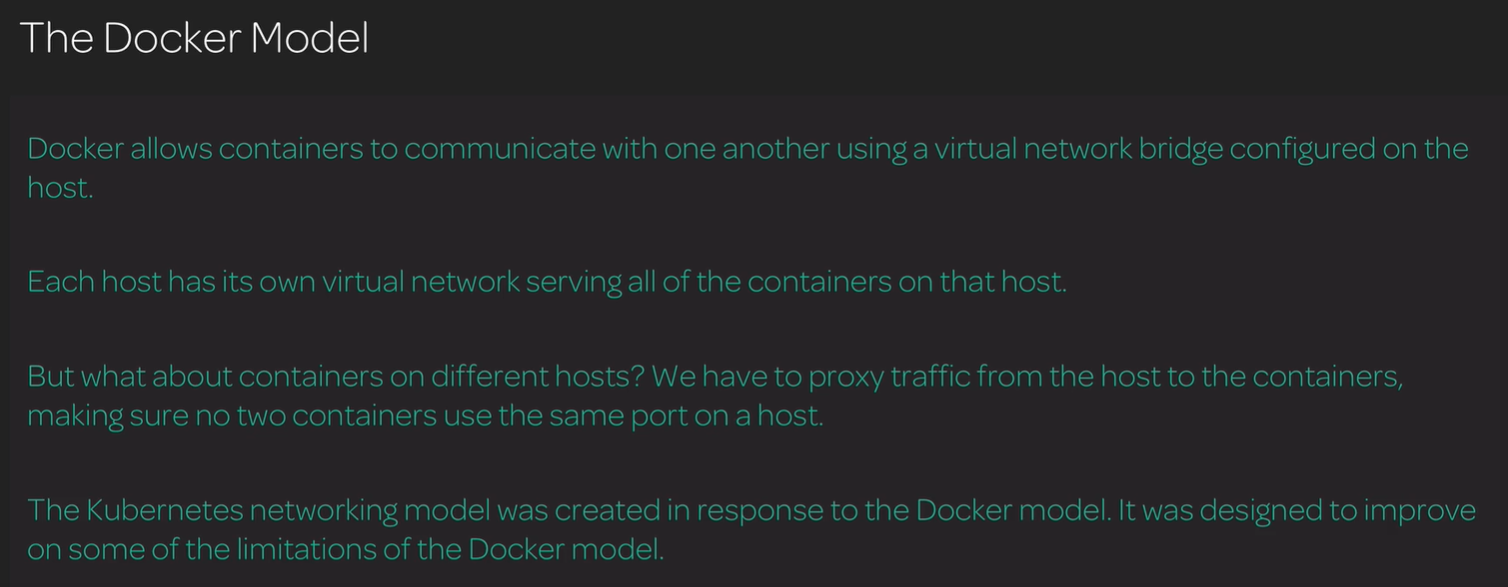 The Docker Model
Docker allows containers to communicate with one another using a virtual network bridge configured on the
host.
Each host has its own virtual network serving all of the containers on that host.
But what about containers on different hosts? We have to proxy traffic from the host to the containers,
making sure no two containers use the same port on a host.
The Kubernetes networking model was created in response to the Docker model. It was designed to improve
on some of the limitations of the Docker model.